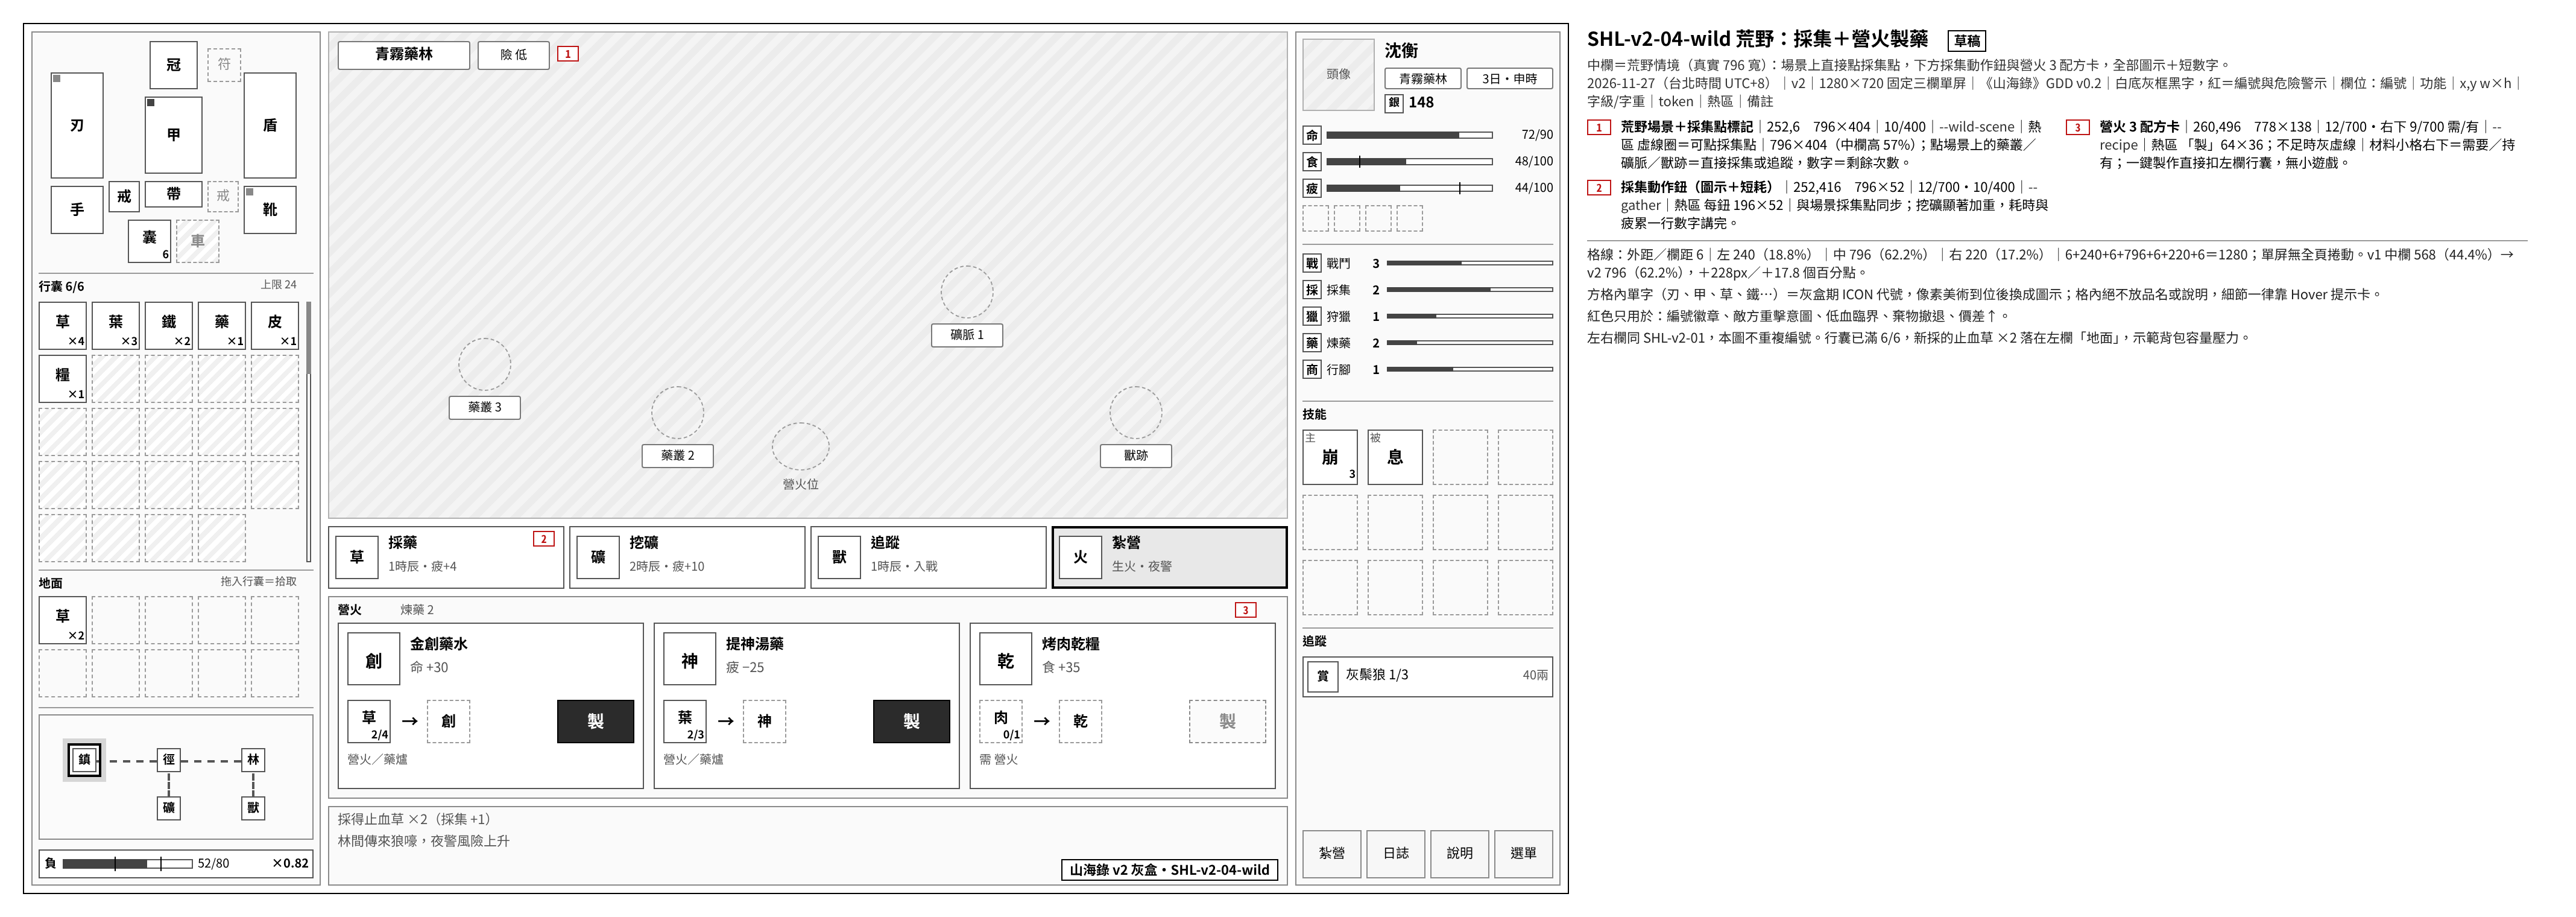 冠
符
刃
甲
盾
手
戒
帶
戒
靴
囊
6
車
行囊 6/6
上限 24
草
×4
葉
×3
鐵
×2
藥
×1
皮
×1
糧
×1
地面
拖入行囊＝拾取
草
×2
鎮
徑
林
礦
獸
負
52/80
×0.82
青霧藥林
險 低
1
礦脈 1
藥叢 3
藥叢 2
營火位
獸跡
草
採藥
1時辰・疲+4
2
礦
挖礦
2時辰・疲+10
獸
追蹤
1時辰・入戰
火
紮營
生火・夜警
營火
煉藥 2
3
創
金創藥水
命 +30
草
2/4
→
創
製
營火／藥爐
神
提神湯藥
疲 −25
葉
2/3
→
神
製
營火／藥爐
乾
烤肉乾糧
食 +35
肉
0/1
→
乾
製
需 營火
採得止血草 ×2（採集 +1）
林間傳來狼嚎，夜警風險上升
山海錄 v2 灰盒・SHL-v2-04-wild
頭像
沈衡
青霧藥林
3日・申時
銀 148
命
72/90
食
48/100
疲
44/100
戰 戰鬥 3
採 採集 2
獵 狩獵 1
藥 煉藥 2
商 行腳 1
技能
主
崩
3
被
息
追蹤
賞
灰鬃狼 1/3
40兩
紮營
日誌
說明
選單
SHL-v2-04-wild 荒野：採集＋營火製藥 草稿
中欄＝荒野情境（真實 796 寬）：場景上直接點採集點，下方採集動作鈕與營火 3 配方卡，全部圖示＋短數字。
2026-11-27（台北時間 UTC+8）｜v2｜1280×720 固定三欄單屏｜《山海錄》GDD v0.2｜白底灰框黑字，紅＝編號與危險警示｜欄位：編號｜功能｜x,y w×h｜
字級/字重｜token｜熱區｜備註
1 荒野場景＋採集點標記｜252,6 796×404｜10/400｜--wild-scene｜熱
區 虛線圈＝可點採集點｜796×404（中欄高 57%）；點場景上的藥叢／
礦脈／獸跡＝直接採集或追蹤，數字＝剩餘次數。
2 採集動作鈕（圖示＋短耗）｜252,416 796×52｜12/700・10/400｜--
gather｜熱區 每鈕 196×52｜與場景採集點同步；挖礦顯著加重，耗時與
疲累一行數字講完。
3 營火 3 配方卡｜260,496 778×138｜12/700・右下 9/700 需/有｜--
recipe｜熱區 「製」64×36；不足時灰虛線｜材料小格右下＝需要／持
有；一鍵製作直接扣左欄行囊，無小遊戲。
格線：外距／欄距 6｜左 240（18.8%）｜中 796（62.2%）｜右 220（17.2%）｜6+240+6+796+6+220+6＝1280；單屏無全頁捲動。v1 中欄 568（44.4%）→
v2 796（62.2%），＋228px／＋17.8 個百分點。
方格內單字（刃、甲、草、鐵…）＝灰盒期 ICON 代號，像素美術到位後換成圖示；格內絕不放品名或說明，細節一律靠 Hover 提示卡。
紅色只用於：編號徽章、敵方重擊意圖、低血臨界、棄物撤退、價差↑。
左右欄同 SHL-v2-01，本圖不重複編號。行囊已滿 6/6，新採的止血草 ×2 落在左欄「地面」，示範背包容量壓力。